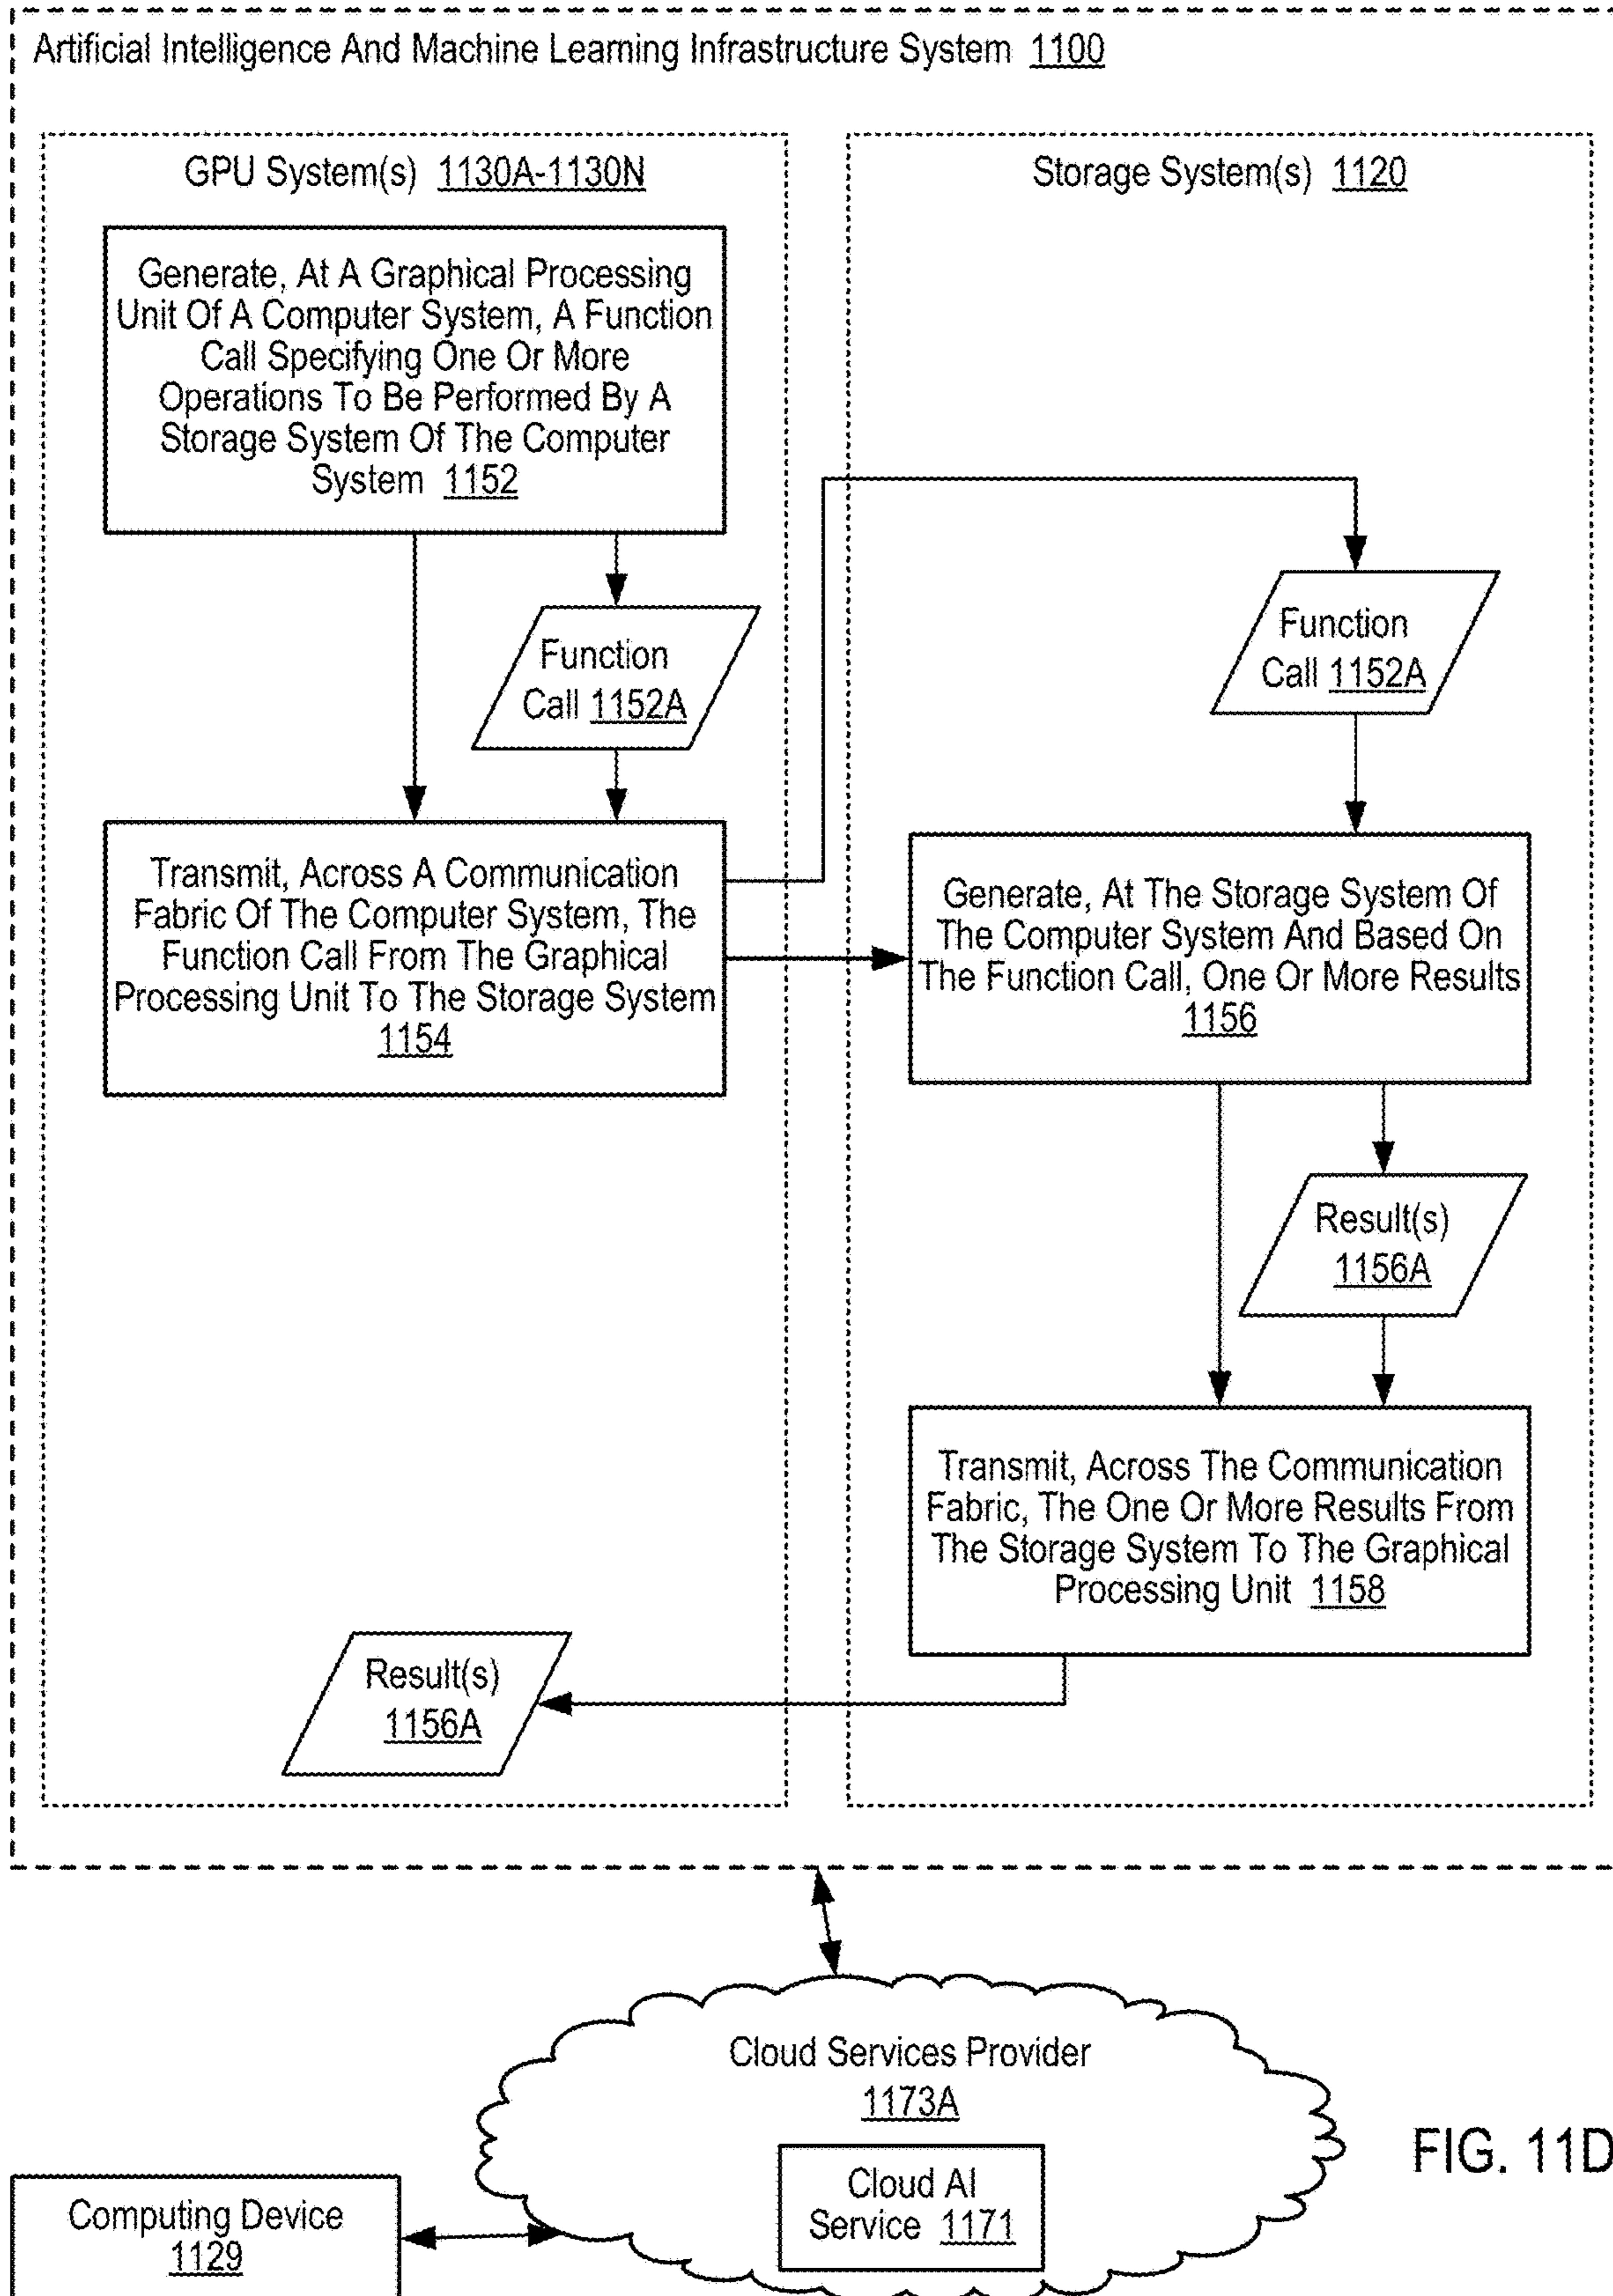 Artificial Intelligence And Machine Learning Infrastructure System 1100
GPU System(s) 1130A-1130N
Generate, At A Graphical Processing
Unit Of A Computer System, A Function
Call Specifying One Or More
Operations To Be Performed By A
Storage System Of The Computer
System 1152
Function
Call 1152A
Transmit, Across A Communication
Fabric Of The Computer System, The
Function Call From The Graphical
Processing Unit To The Storage System
1154
Storage System(s) 1120
Function
Call 1152A
Generate, At The Storage System Of
The Computer System And Based On
The Function Call, One Or More Results
1156
Result(s)
1156A
Transmit, Across The Communication
Fabric, The One Or More Results From
The Storage System To The Graphical
Processing Unit 1158
Result(s)
1156A
Cloud Services Provider
1173A
Cloud AI
Service 1171
Computing Device
1129
FIG. 11D